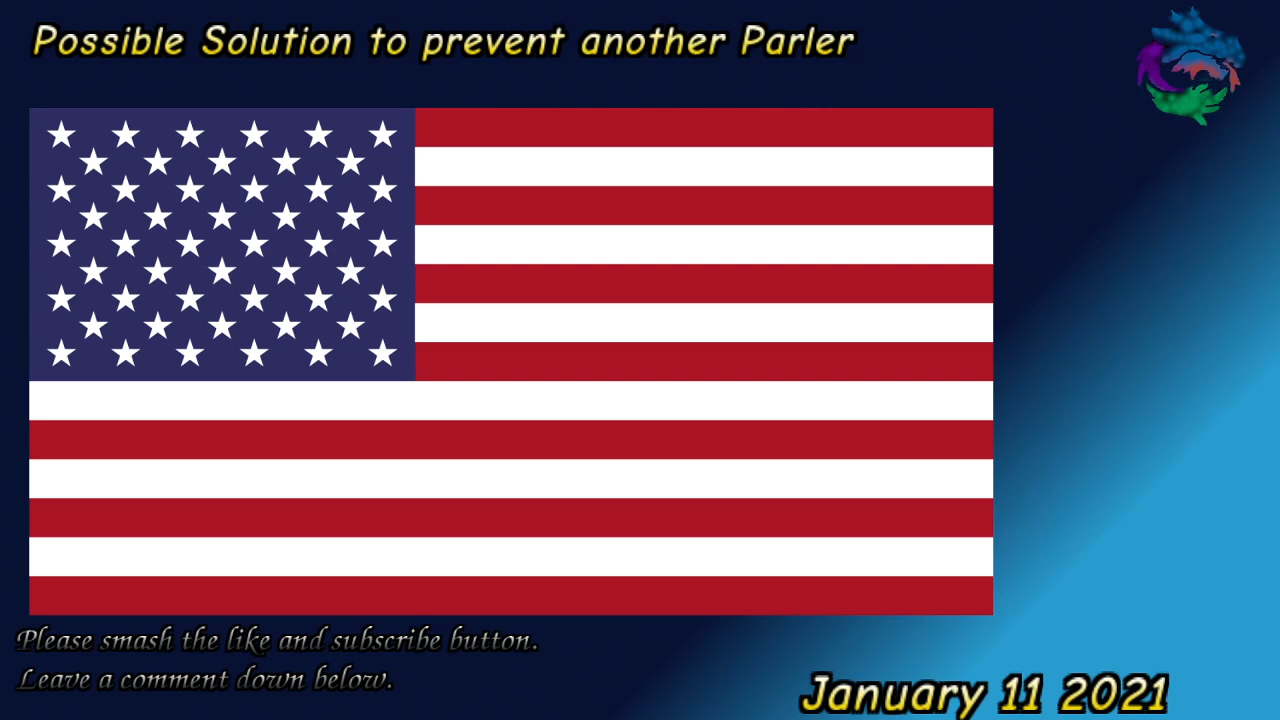 Possible Solution to prevent another Parler
Please smash the like and subscribe button.
Leave a comment down below.
January 11 2021